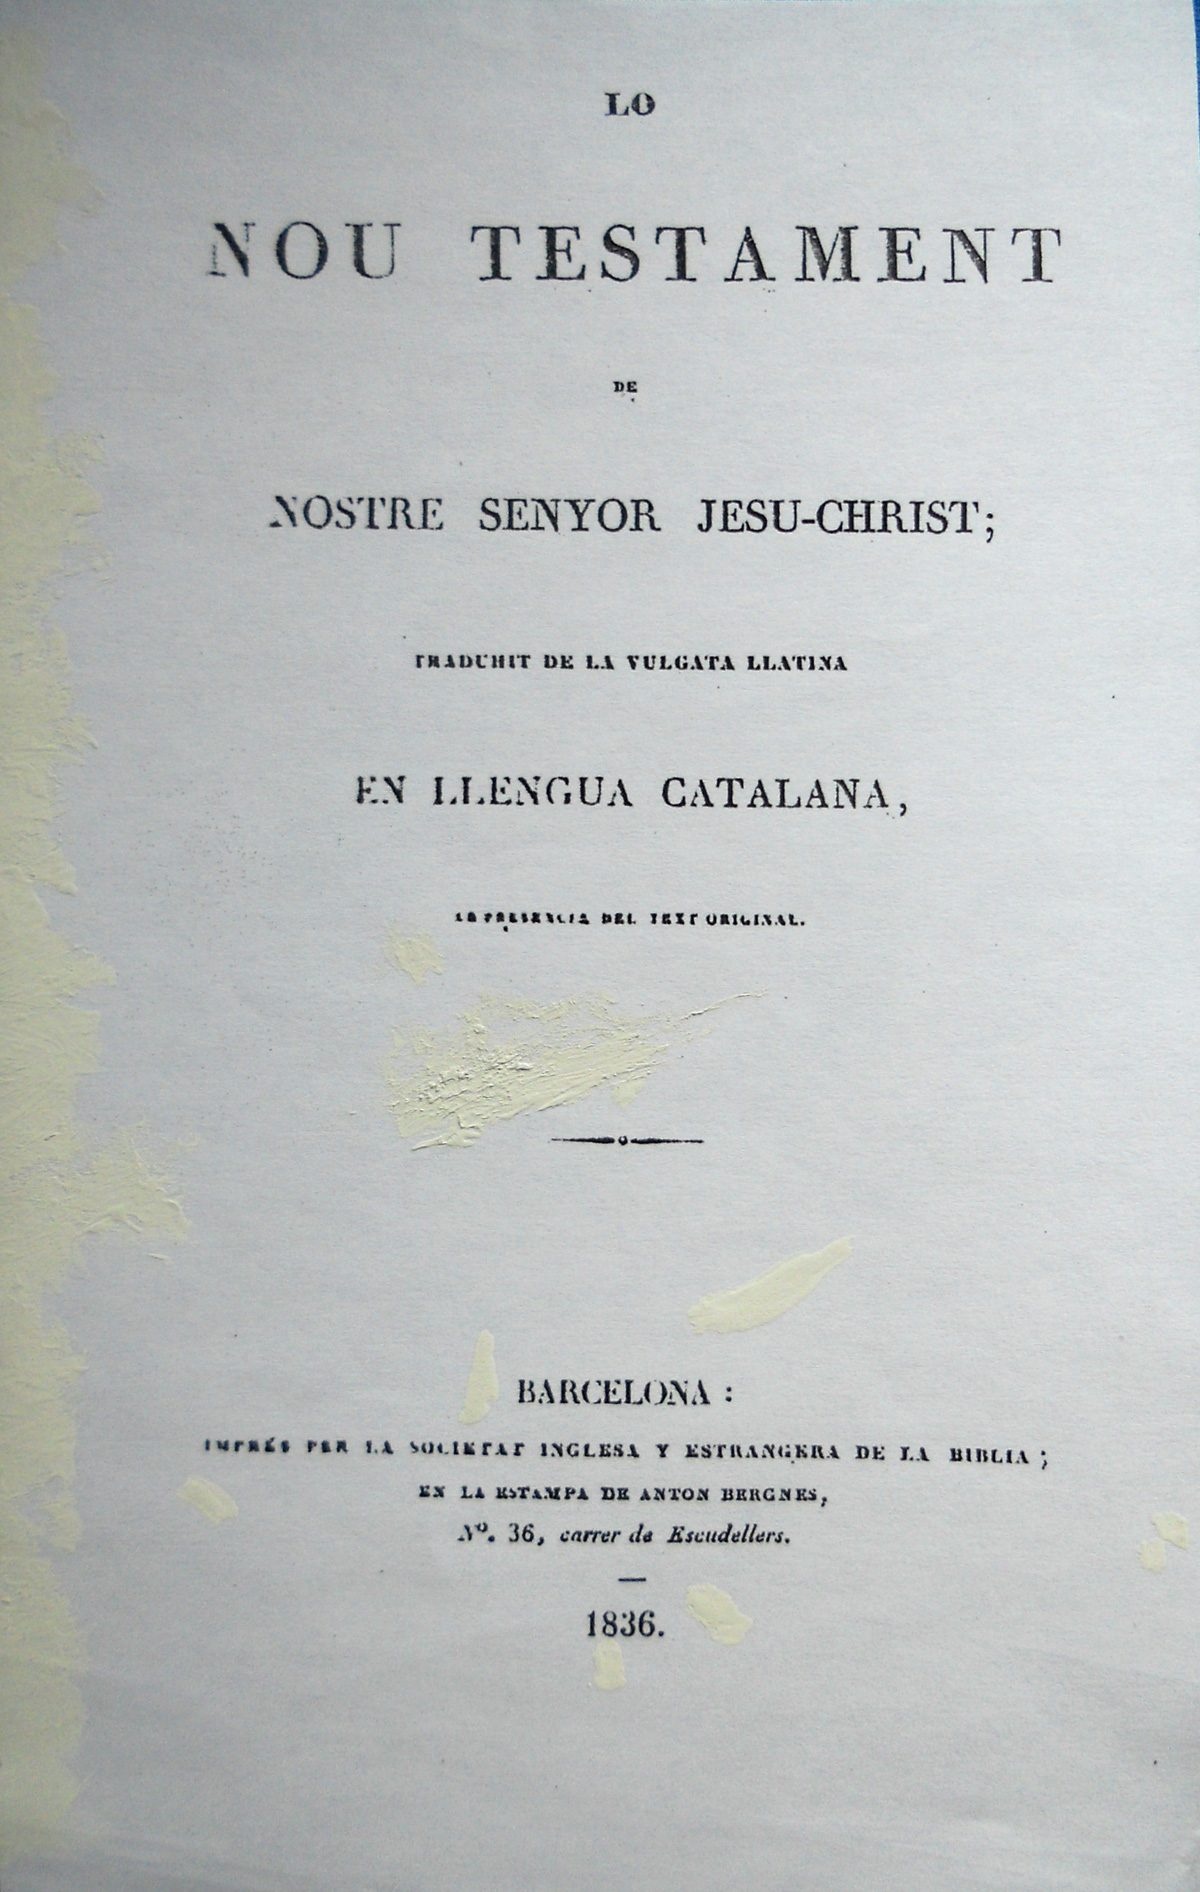 LO
NOU TESTAMENT
DE
NOSTRE SENYOR JESU-CHRIST;
TRADUHIT DE LA VULGATA LLATINA
EN LLENGUA CATALANA,
PRESENCIA DEL TEXT ORIGINAL.
BARCELONA :
IMPRÉS PER LA SOCIETAT INGLESA Y ESTRANGERA DE LA BIBLIA ;
EN LA ESTAMPA DE ANTON BERGNES,
Nº. 36, carrer de Escudellers.
1836.